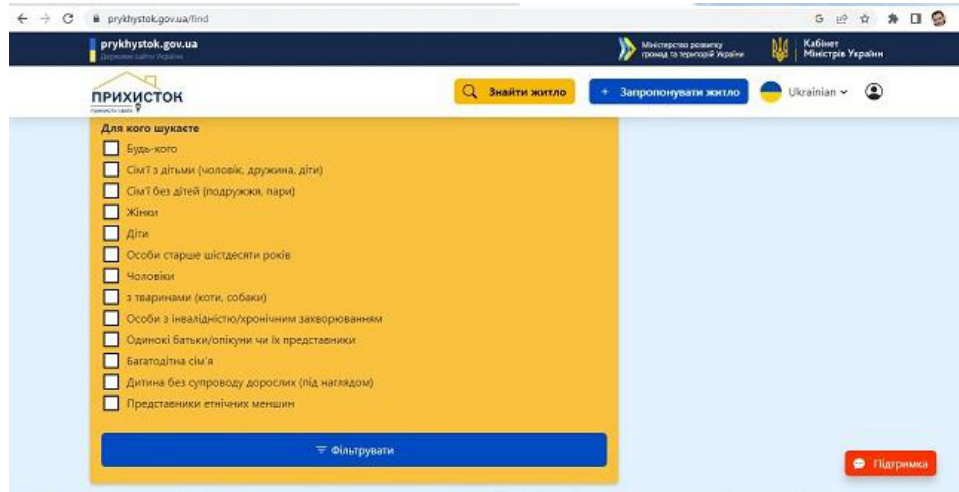 prykhystok.gov.ua/find
prykhystok.gov.ua
Державні сайти України
Міністерство розвитку
громад та територій України
Кабінет
Міністрів України
ПРИХИСТОК
Знайти житло
+ Запропонувати житло
Ukrainian
Для кого шукаєте
Будь-кого
Сім'ї з дітьми (чоловік, дружина, діти)
Сім'ї без дітей (подружжя, пари)
Жінки
Діти
Особи старше шістдесяти років
Чоловіки
з тваринами (коти, собаки)
Особи з інвалідністю/хронічним захворюванням
Одинокі батьки/опікуни чи їх представники
Багатодітна сім'я
Дитина без супроводу дорослих (під наглядом)
Представники етнічних меншин
Фільтрувати
Підтримка